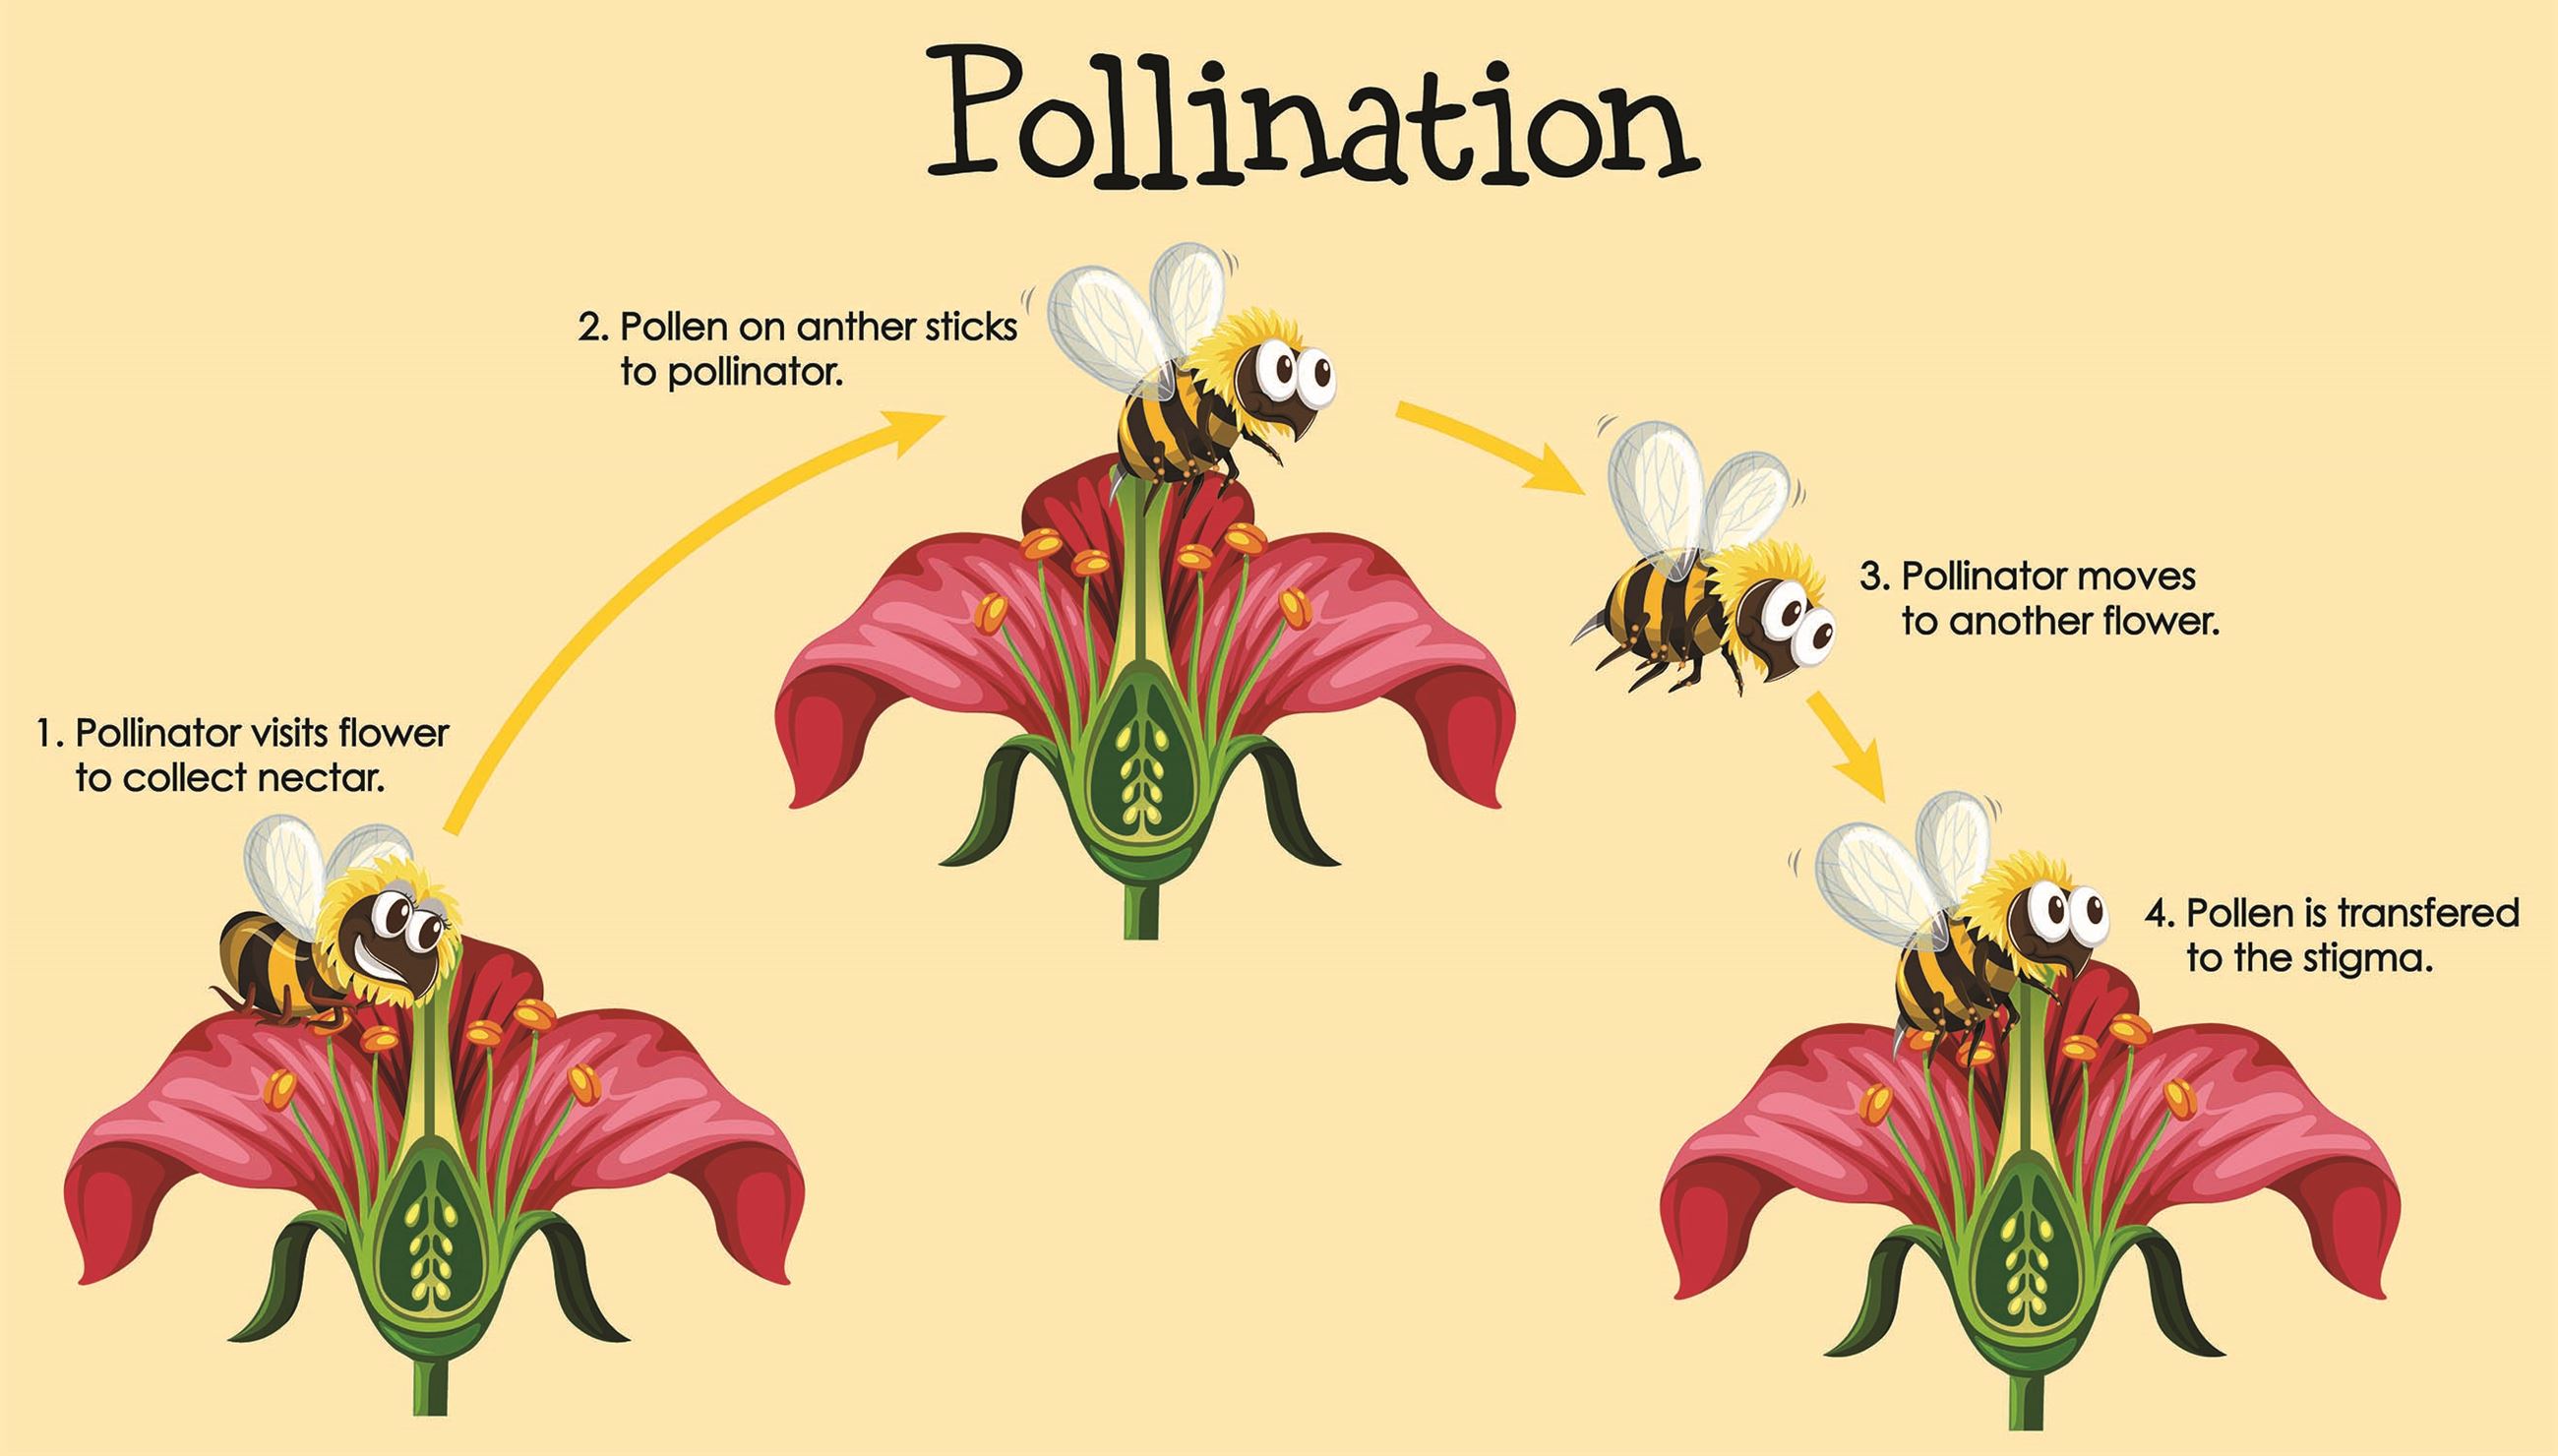 Pollination
1. Pollinator visits flower
to collect nectar.
2. Pollen on anther sticks
to pollinator.
3. Pollinator moves
to another flower.
4. Pollen is transfered
to the stigma.